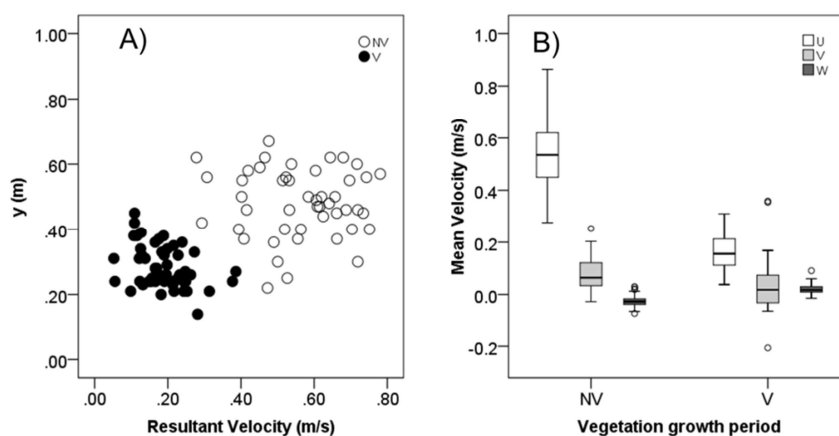 A)
NV
V
1.00
.80
.60
.40
.20
.00
y (m)
.00 .20 .40 .60 .80
Resultant Velocity (m/s)
B)
U
V
W
1.0
0.8
0.6
0.4
0.2
0.0
-0.2
Mean Velocity (m/s)
NV V
Vegetation growth period